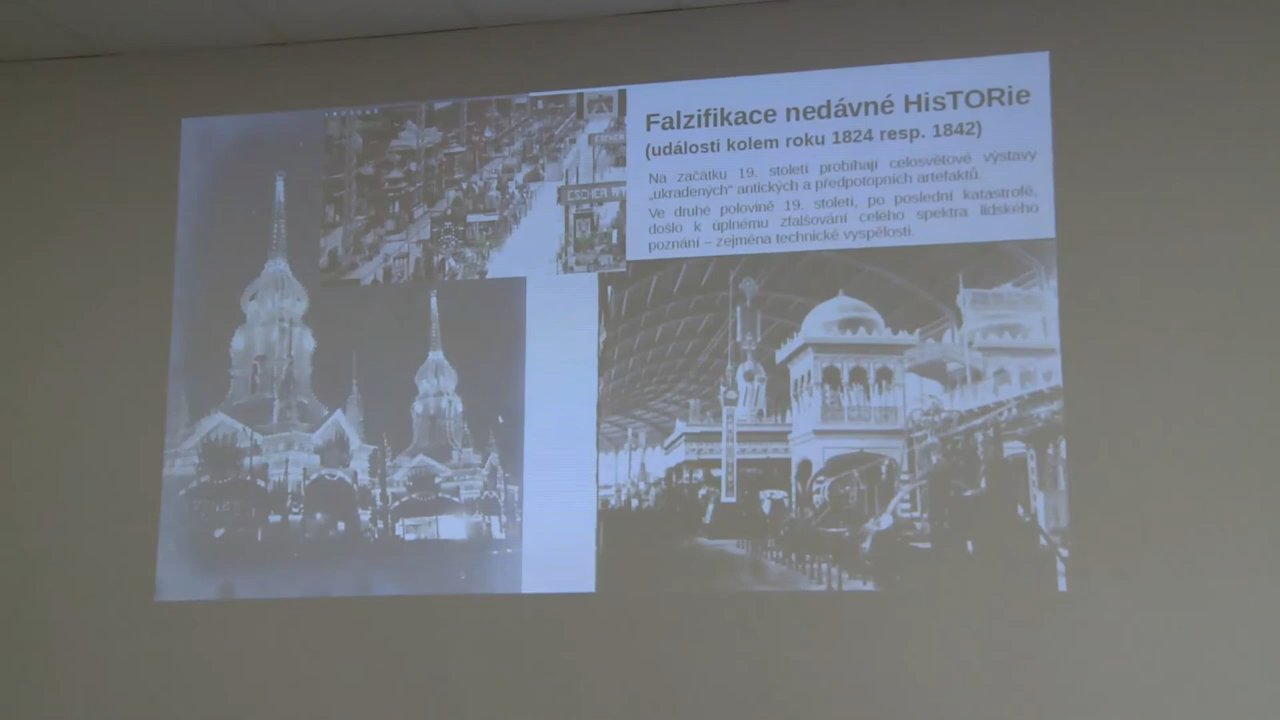 Falzifikace nedávné HisTORie
(události kolem roku 1824 resp. 1842)
Na začátku 19. století probíhají celosvětové výstavy
„ukradených“ antických a předpotopních artefaktů.
Ve druhé polovině 19. století, po poslední katastrofě,
došlo k úplnému zfalšování celého spektra lidského
poznání – zejména technické vyspělosti.
ESCHER